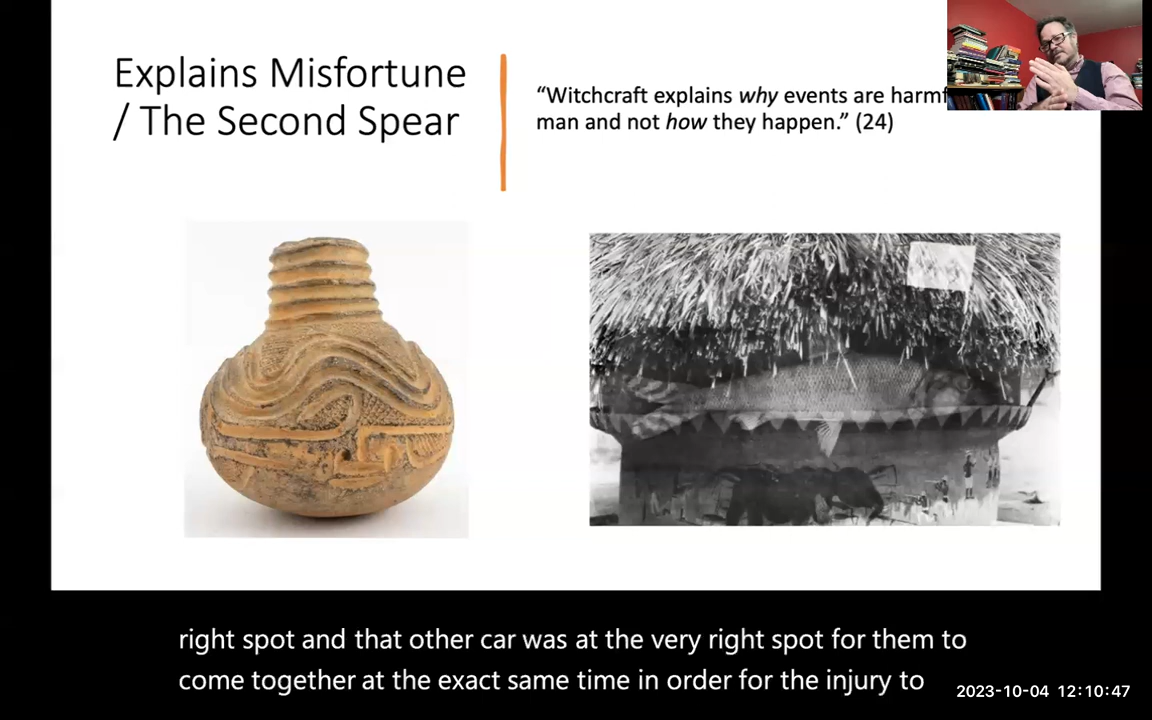 Explains Misfortune
/ The Second Spear
“Witchcraft explains why events are
man and not how they happen.” (24)
right spot and that other car was at the very right spot for them to
come together at the exact same time in order for the injury to
2023-10-04 12:10:47